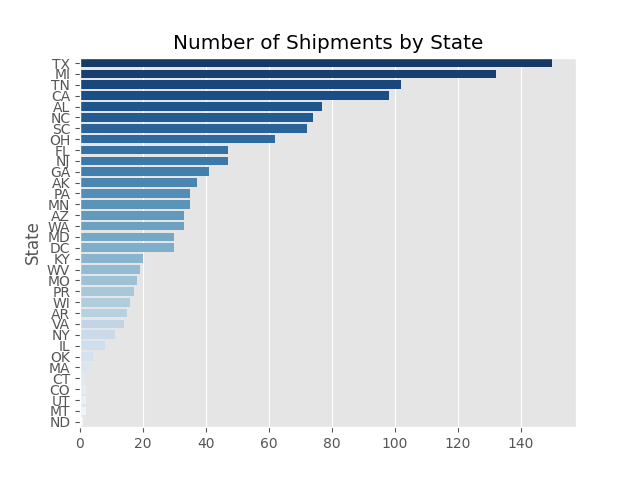 Number of Shipments by State
State
TX
MI
TN
CA
AL
NC
SC
OH
FL
NJ
GA
AK
PA
MN
AZ
WA
MD
DC
KY
WV
MO
PR
WI
AR
VA
NY
IL
OK
MA
CT
CO
UT
MT
ND
0 20 40 60 80 100 120 140